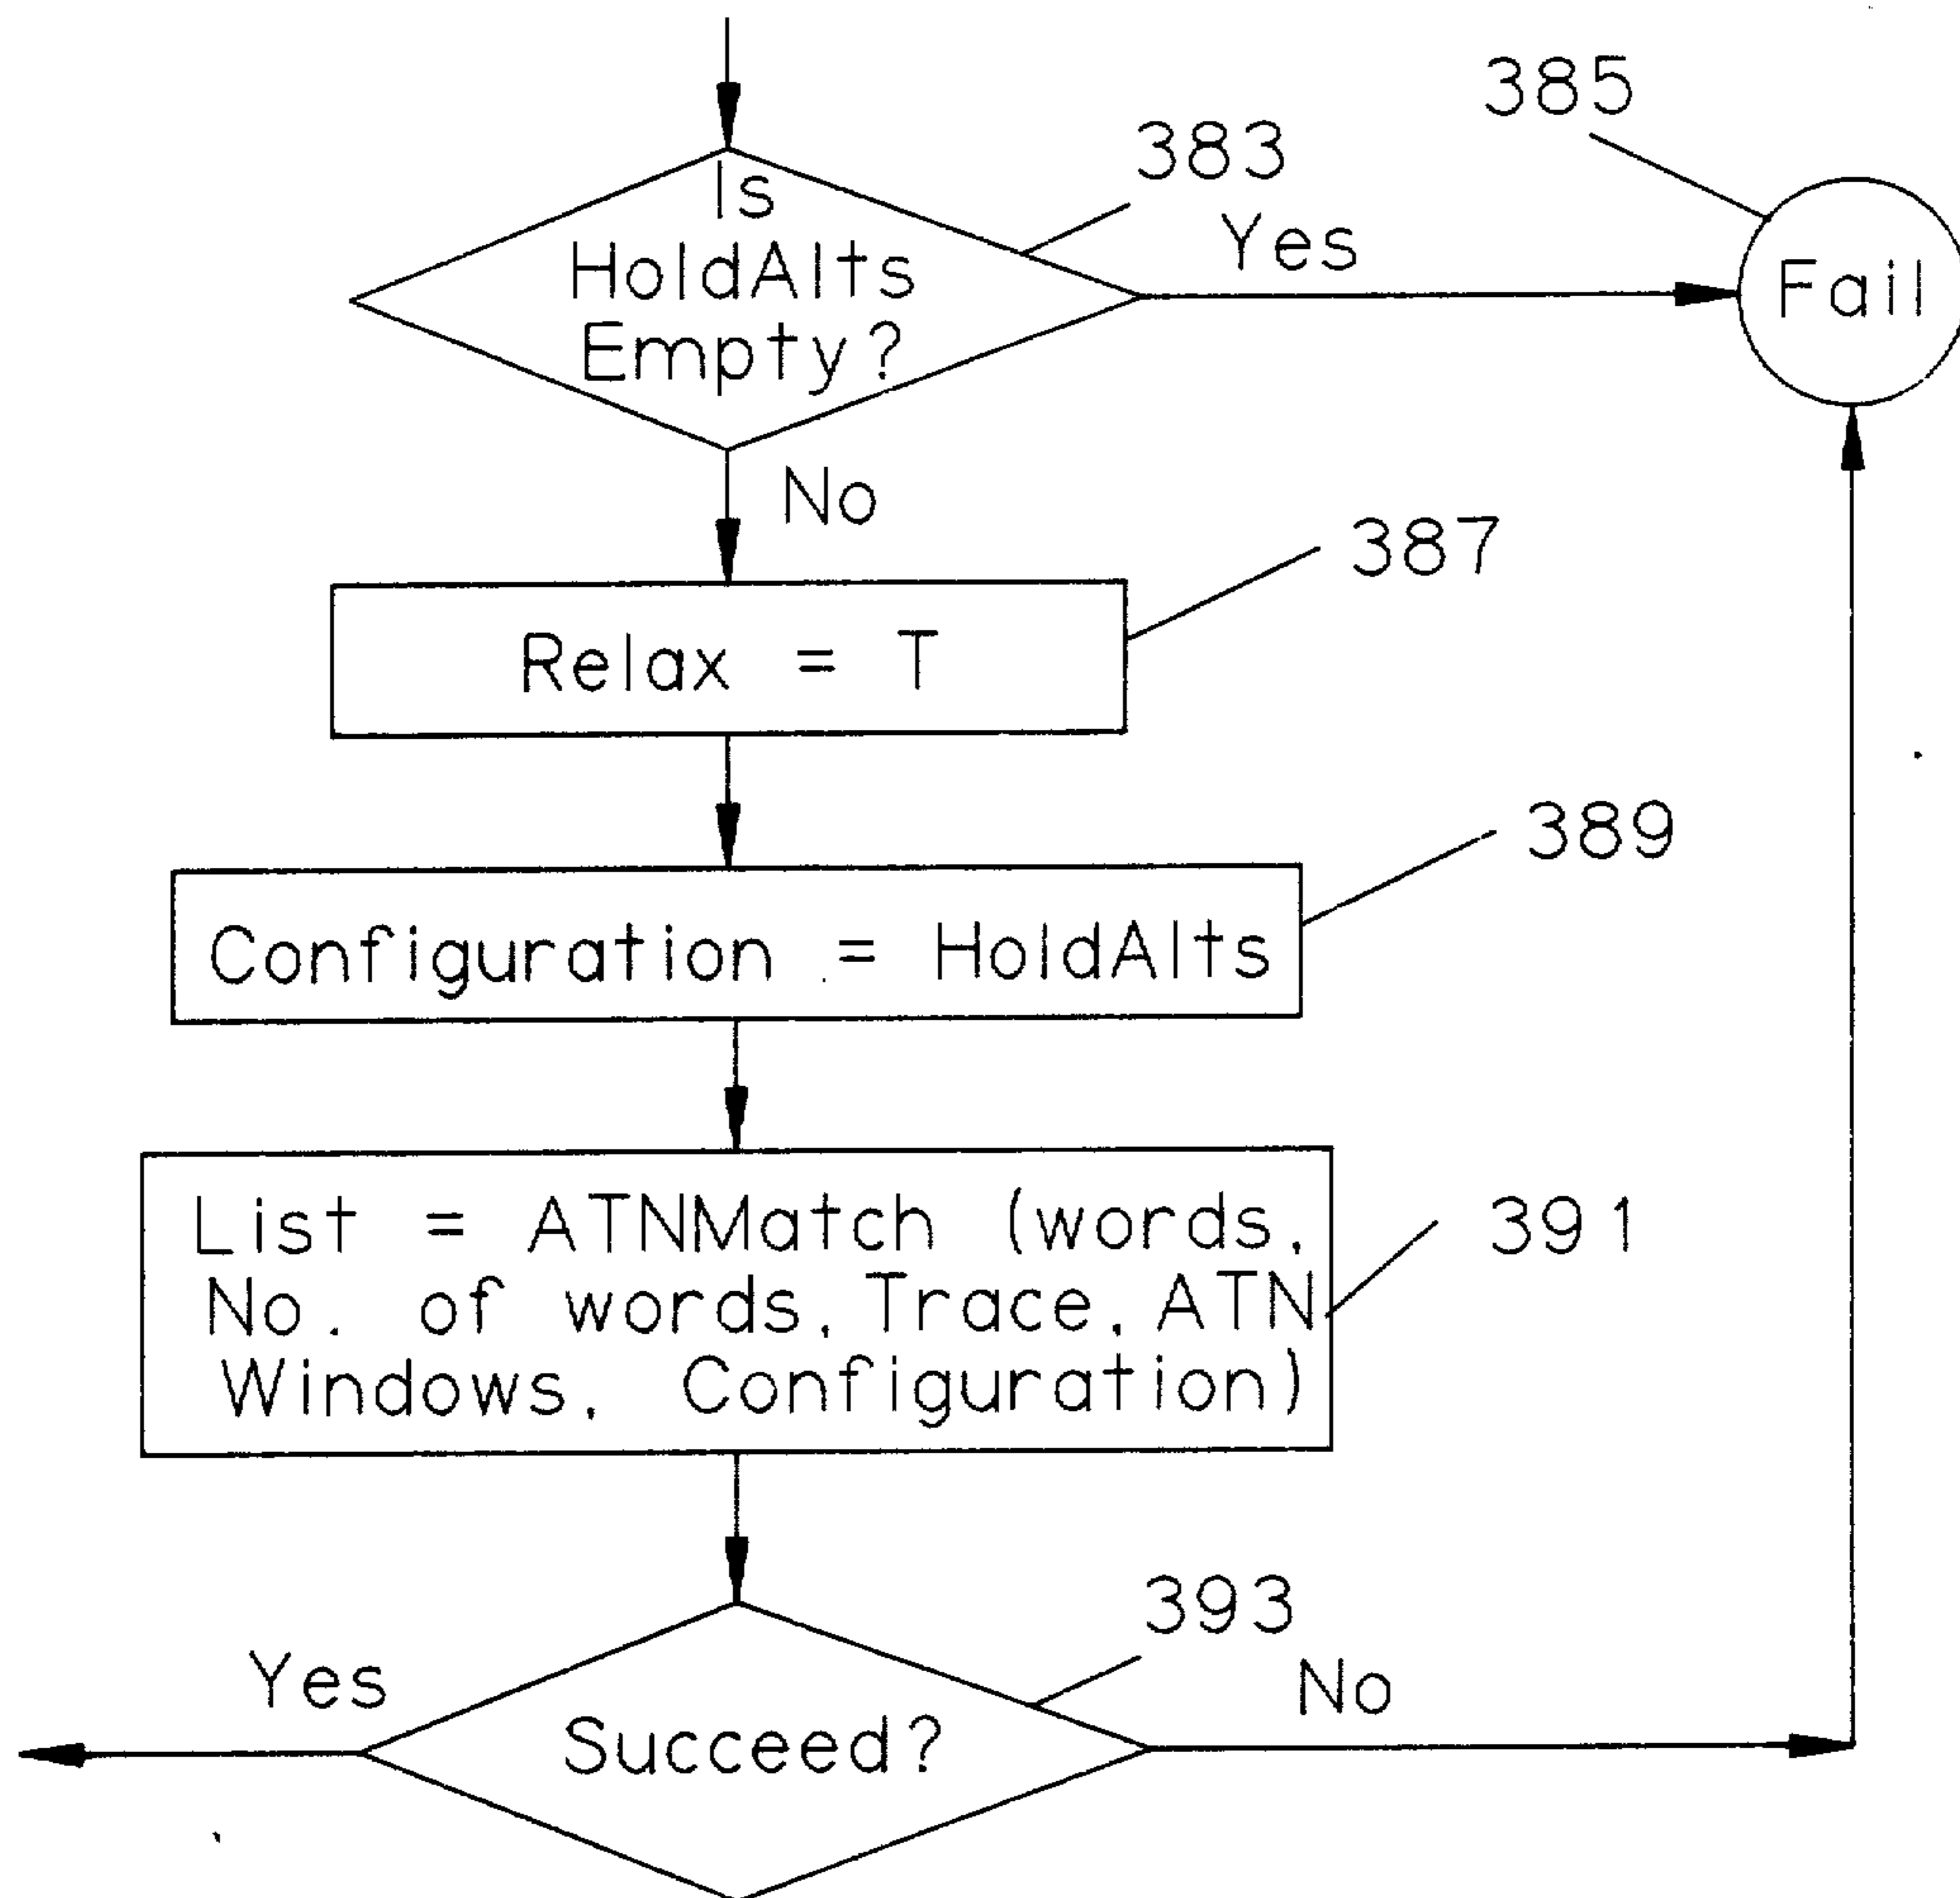 385
383
Is
HoldAlts
Empty?
Yes
Fail
No
387
Relax = T
389
Configuration = HoldAlts
List = ATNMatch (words,
No. of words, Trace, ATN
Windows, Configuration)
391
393
Yes
No
Succeed?